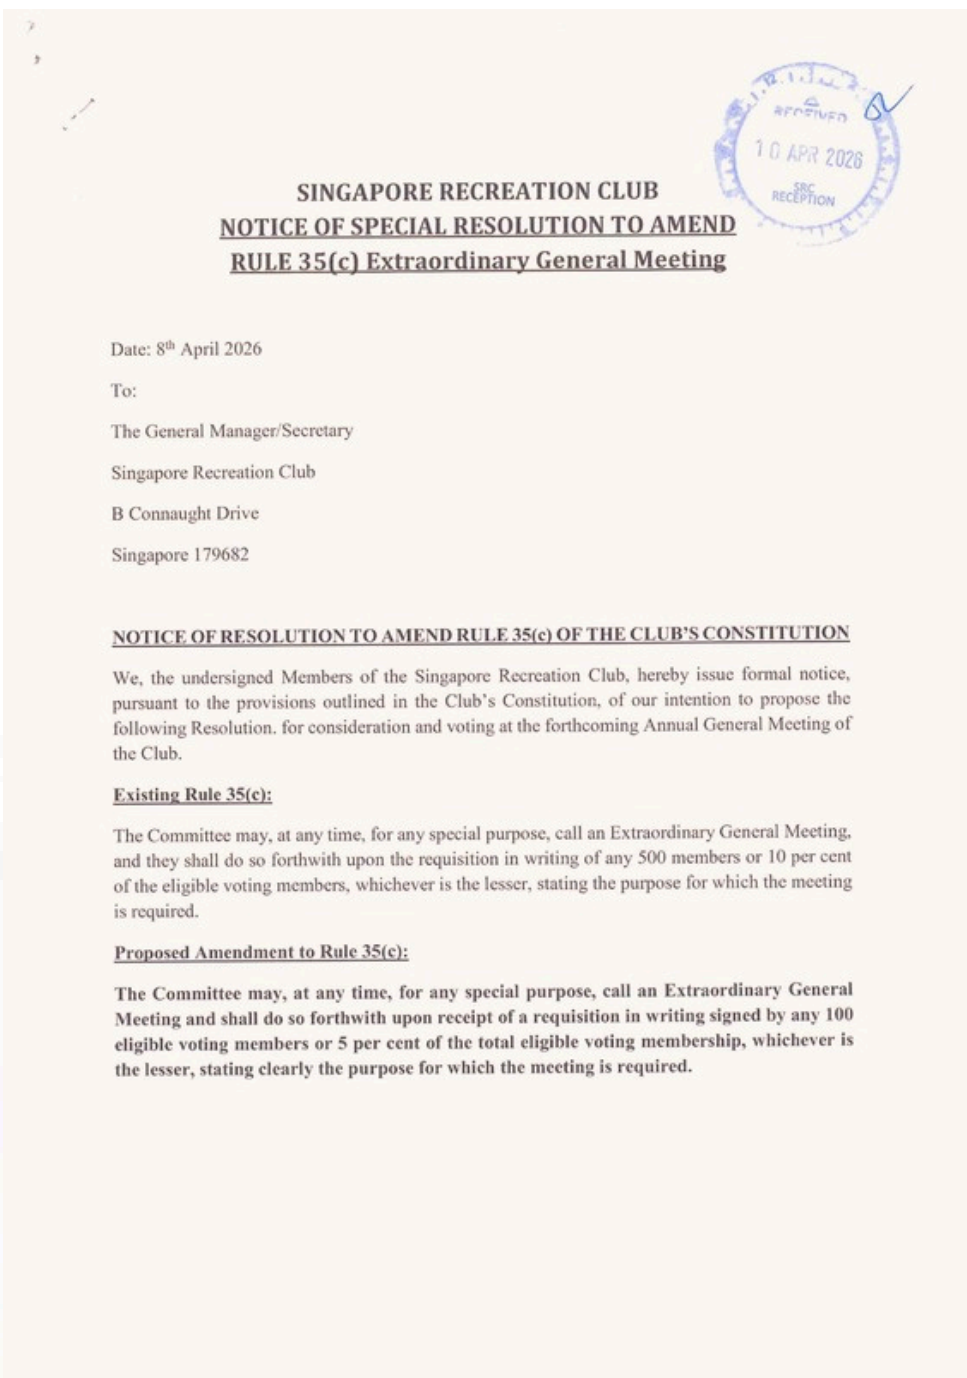 RECEIVED
10 APR 2026
SRC
RECEPTION
SINGAPORE RECREATION CLUB
NOTICE OF SPECIAL RESOLUTION TO AMEND
RULE 35(c) Extraordinary General Meeting
Date: 8th April 2026
To:
The General Manager/Secretary
Singapore Recreation Club
B Connaught Drive
Singapore 179682
NOTICE OF RESOLUTION TO AMEND RULE 35(c) OF THE CLUB'S CONSTITUTION
We, the undersigned Members of the Singapore Recreation Club, hereby issue formal notice,
pursuant to the provisions outlined in the Club's Constitution, of our intention to propose the
following Resolution. for consideration and voting at the forthcoming Annual General Meeting of
the Club.
Existing Rule 35(c):
The Committee may, at any time, for any special purpose, call an Extraordinary General Meeting,
and they shall do so forthwith upon the requisition in writing of any 500 members or 10 per cent
of the eligible voting members, whichever is the lesser, stating the purpose for which the meeting
is required.
Proposed Amendment to Rule 35(c):
The Committee may, at any time, for any special purpose, call an Extraordinary General
Meeting and shall do so forthwith upon receipt of a requisition in writing signed by any 100
eligible voting members or 5 per cent of the total eligible voting membership, whichever is
the lesser, stating clearly the purpose for which the meeting is required.